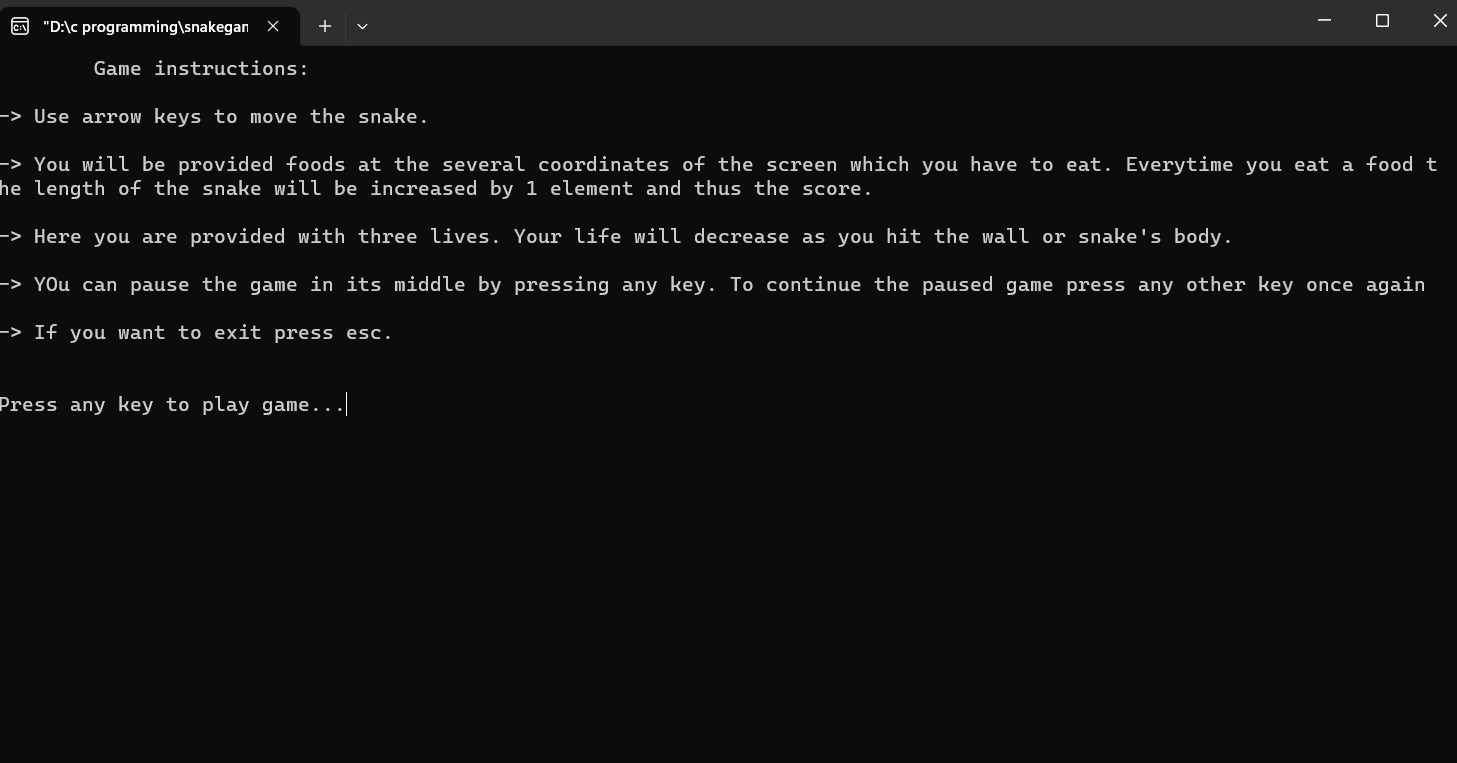 "D:\c programming\snakegan
Game instructions:
-> Use arrow keys to move the snake.
-> You will be provided foods at the several coordinates of the screen which you have to eat. Everytime you eat a food t
he length of the snake will be increased by 1 element and thus the score.
-> Here you are provided with three lives. Your life will decrease as you hit the wall or snake's body.
-> YOu can pause the game in its middle by pressing any key. To continue the paused game press any other key once again
-> If you want to exit press esc.
Press any key to play game...